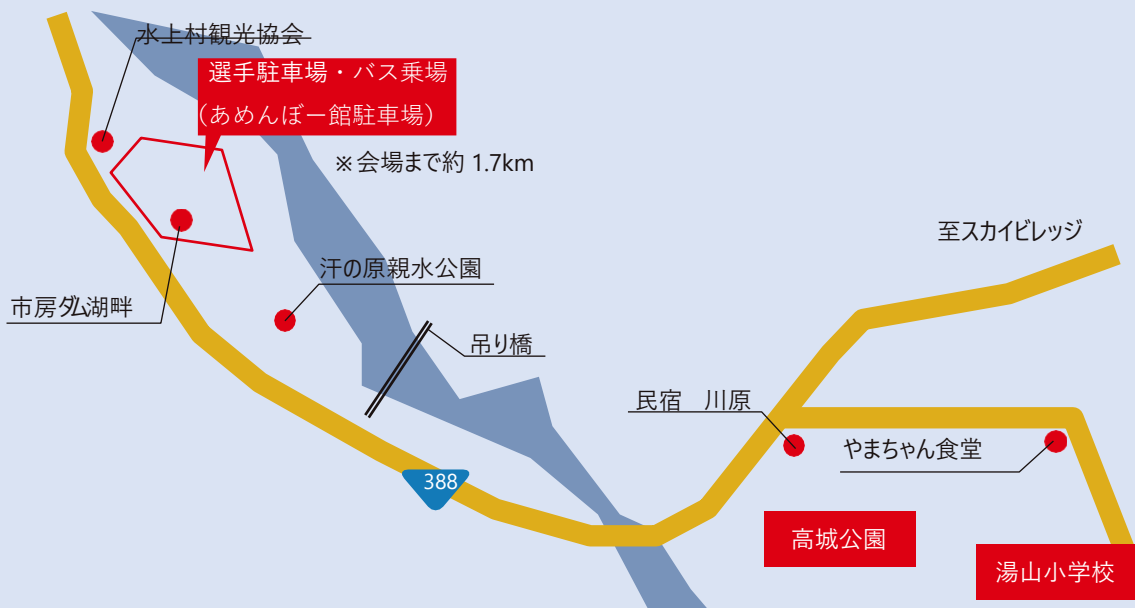 水上村観光協会
選手駐車場・バス乗場
(あめんぼー館駐車場)
※会場まで約 1.7km
至スカイビレッジ
汗の原親水公園
市房ダム湖畔
吊り橋
民宿　川原
やまちゃん食堂
388
高城公園
湯山小学校